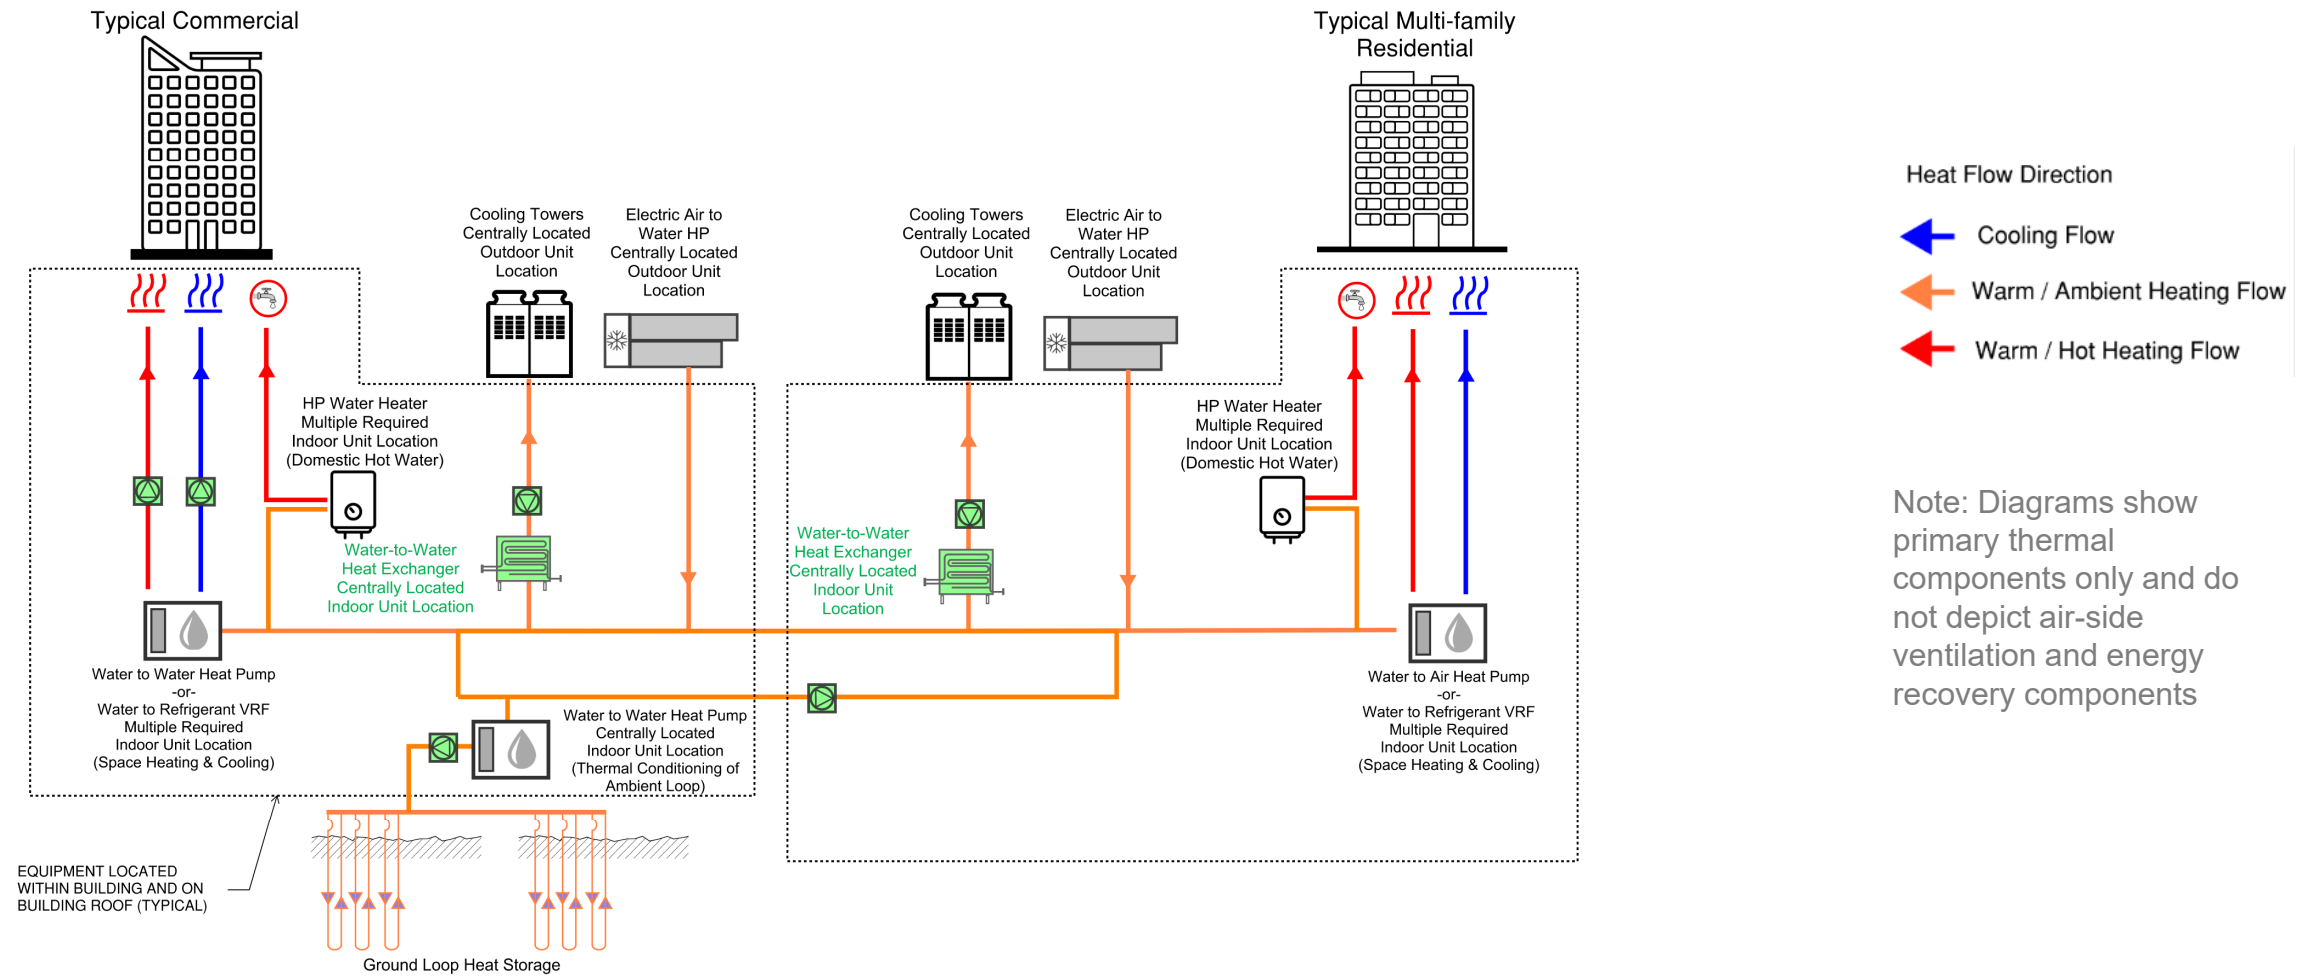 Typical Commercial
Typical Multi-family
Residential
Cooling Towers
Centrally Located
Outdoor Unit
Location
Electric Air to
Water HP
Centrally Located
Outdoor Unit
Location
Cooling Towers
Centrally Located
Outdoor Unit
Location
Electric Air to
Water HP
Centrally Located
Outdoor Unit
Location
Heat Flow Direction
Cooling Flow
Warm / Ambient Heating Flow
Warm / Hot Heating Flow
HP Water Heater
Multiple Required
Indoor Unit Location
(Domestic Hot Water)
HP Water Heater
Multiple Required
Indoor Unit Location
(Domestic Hot Water)
Water-to-Water
Heat Exchanger
Centrally Located
Indoor Unit Location
Water-to-Water
Heat Exchanger
Centrally Located
Indoor Unit
Location
Note: Diagrams show
primary thermal
components only and do
not depict air-side
ventilation and energy
recovery components
Water to Water Heat Pump
-or-
Water to Refrigerant VRF
Multiple Required
Indoor Unit Location
(Space Heating & Cooling)
Water to Water Heat Pump
Centrally Located
Indoor Unit Location
(Thermal Conditioning of
Ambient Loop)
Water to Air Heat Pump
-or-
Water to Refrigerant VRF
Multiple Required
Indoor Unit Location
(Space Heating & Cooling)
EQUIPMENT LOCATED
WITHIN BUILDING AND ON
BUILDING ROOF (TYPICAL)
Ground Loop Heat Storage